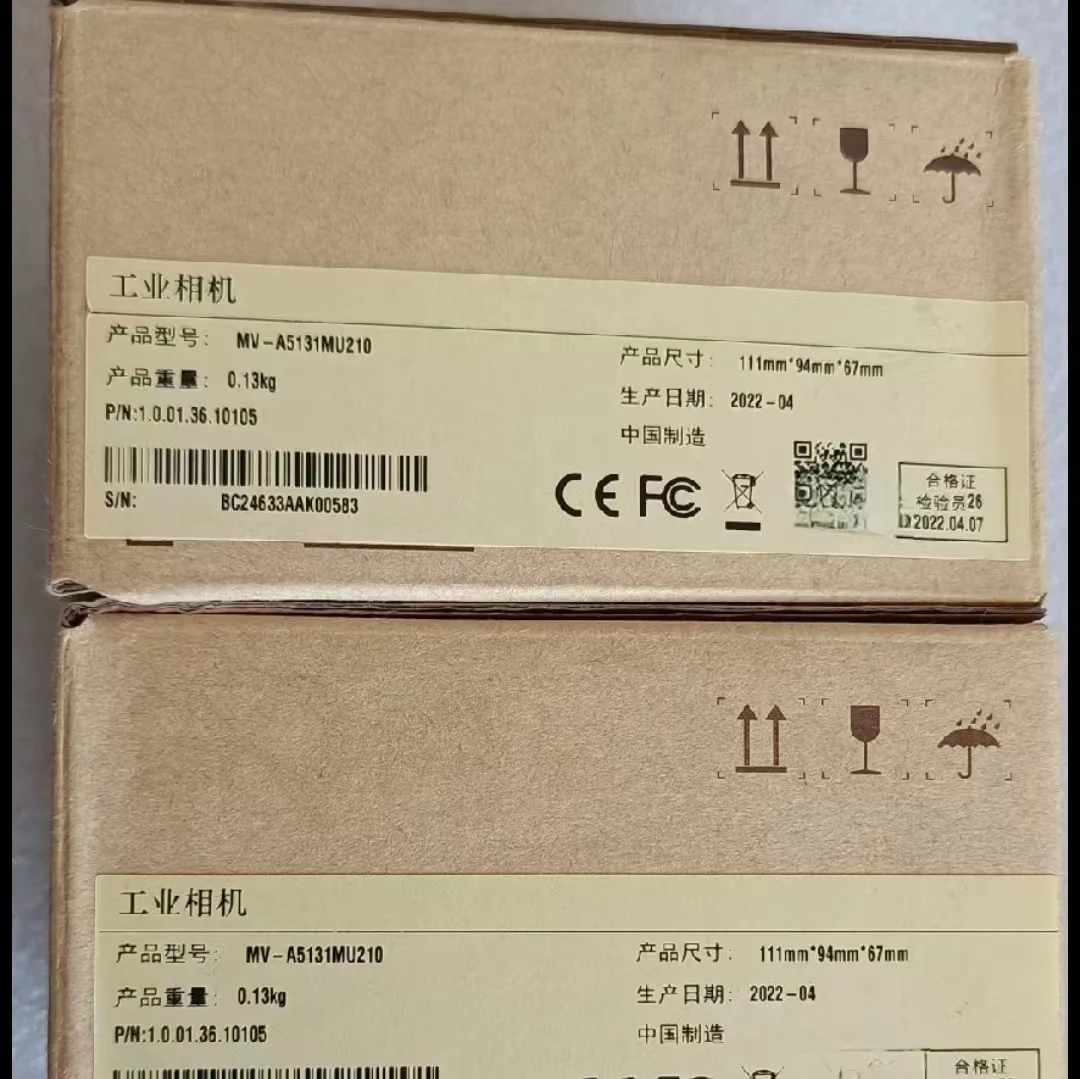 工业相机
产品型号: MV-A5131MU210
产品重量: 0.13kg
P/N:1.0.01.36.10105
S/N: BC24633AAK00583
产品尺寸: 111mm*94mm*67mm
生产日期: 2022-04
中国制造
CE FC
合格证
检验员26
2022.04.07
工业相机
产品型号: MV-A5131MU210
产品重量: 0.13kg
P/N:1.0.01.36.10105
产品尺寸: 111mm*94mm*67mm
生产日期: 2022-04
中国制造
合格证